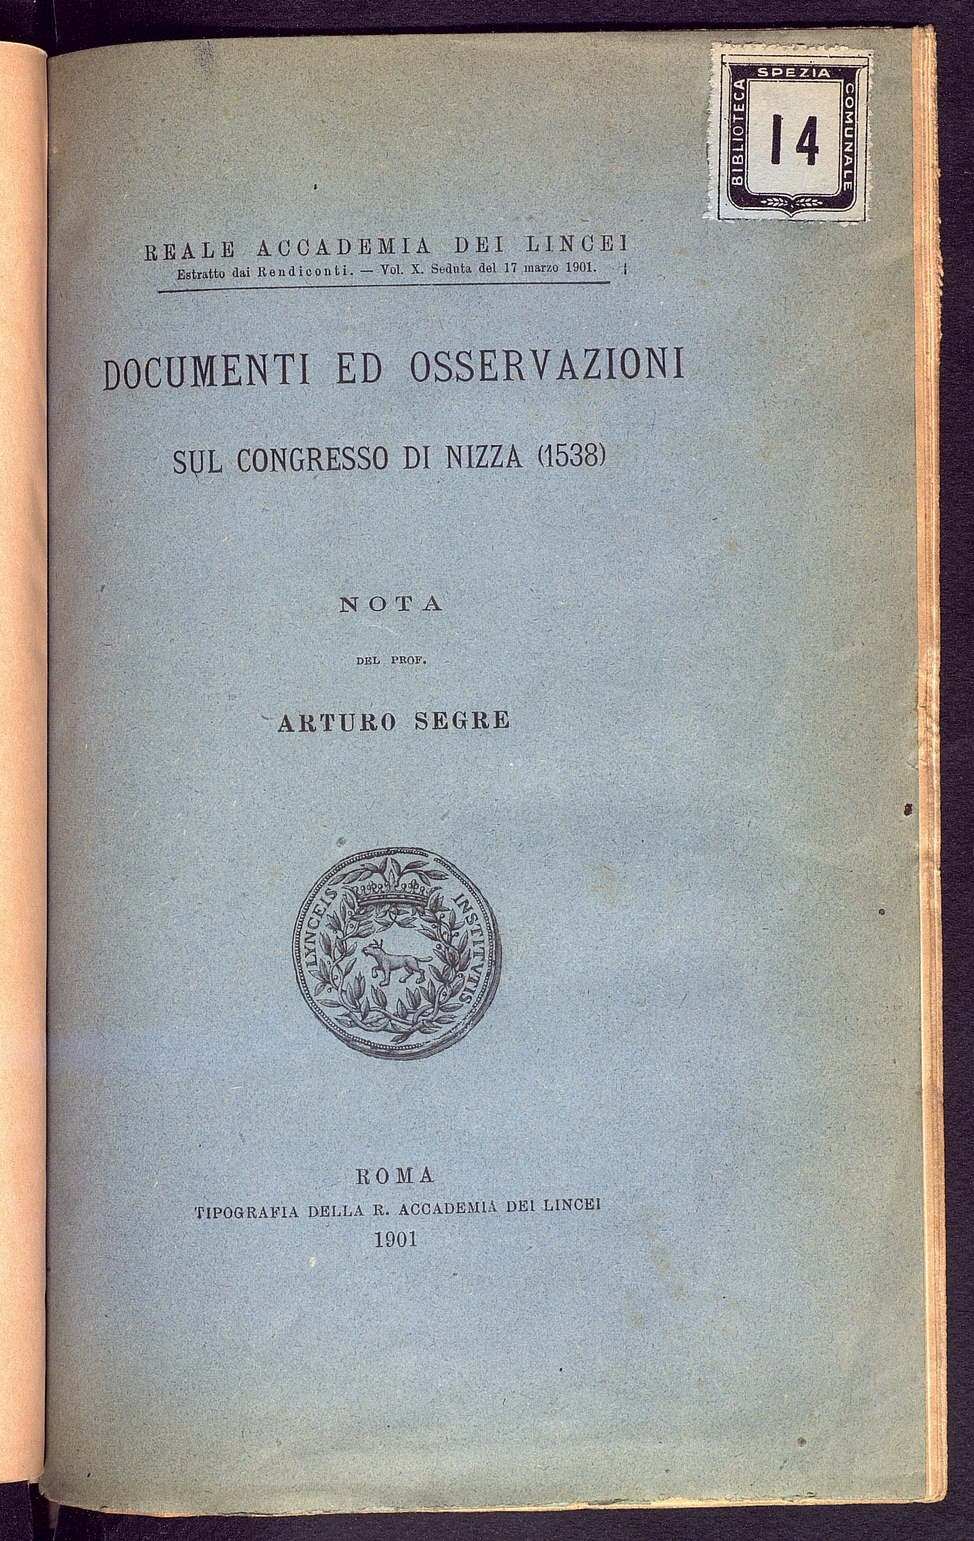 SPEZIA
BIBLIOTECA
COMUNALE
14
REALE ACCADEMIA DEI LINCEI
Estratto dai Rendiconti. — Vol. X. Seduta del 17 marzo 1901.
DOCUMENTI ED OSSERVAZIONI
SUL CONGRESSO DI NIZZA (1538)
NOTA
DEL PROF.
ARTURO SEGRE
LYNCEIS INSTITVTIS
ROMA
TIPOGRAFIA DELLA R. ACCADEMIA DEI LINCEI
1901